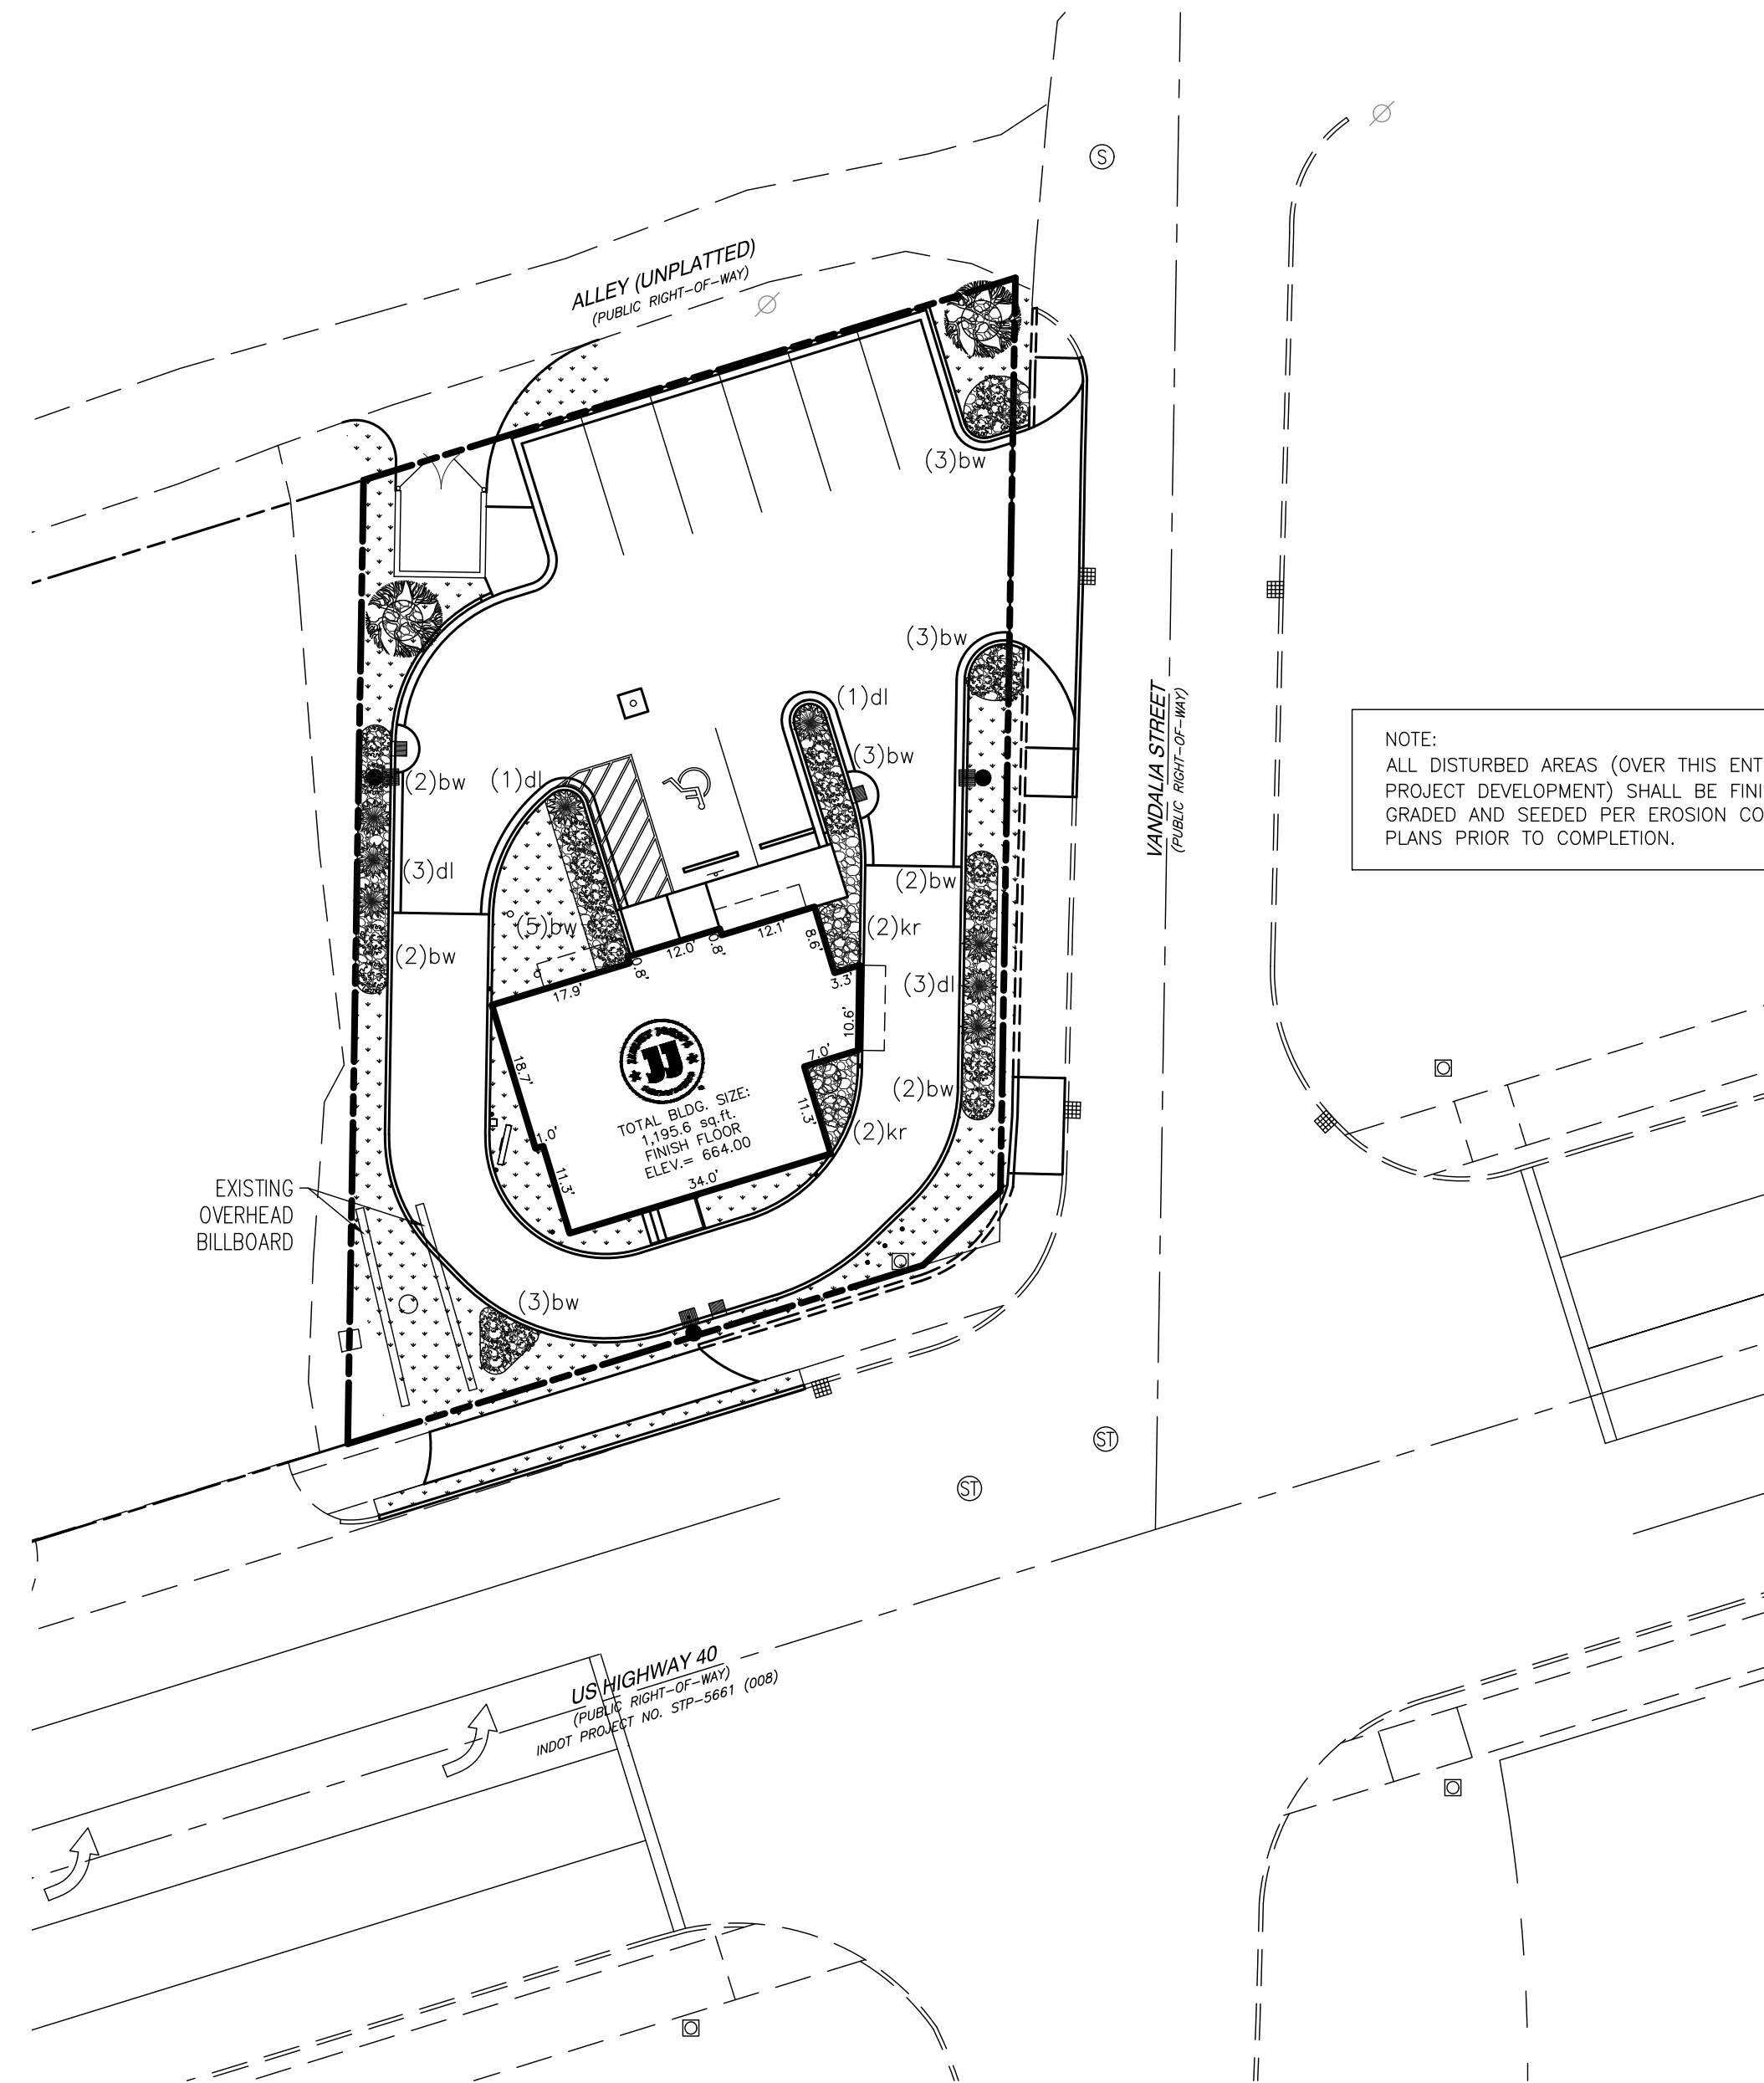 S
ALLEY (UNPLATTED)
(PUBLIC RIGHT-OF-WAY)
(3)bw
(3)bw
(1)dl
(3)bw
VANDALIA STREET
(PUBLIC RIGHT-OF-WAY)
NOTE:
ALL DISTURBED AREAS (OVER THIS ENT
PROJECT DEVELOPMENT) SHALL BE FINI
GRADED AND SEEDED PER EROSION CO
PLANS PRIOR TO COMPLETION.
(2)bw
(1)dl
(3)dl
(2)bw
(5)bw
(2)kr
(2)bw
17.9'
0.8'
12.0'
0.8'
12.1'
8.6'
3.3'
(3)dl
10.6'
7.0'
18.7'
JJ
(2)bw
11.3'
(2)kr
TOTAL BLDG. SIZE:
1,195.6 sq.ft.
FINISH FLOOR
ELEV.= 664.00
1.0'
11.3'
34.0'
EXISTING
OVERHEAD
BILLBOARD
(3)bw
ST
ST
US HIGHWAY 40
(PUBLIC RIGHT-OF-WAY)
INDOT PROJECT NO. STP-5661 (008)